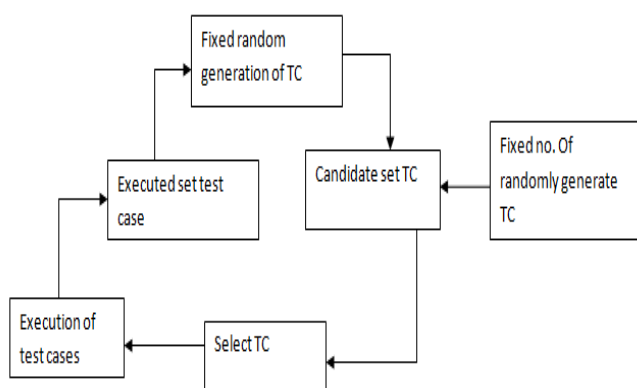 Fixed random
generation of TC
Fixed no. Of
randomly generate
TC
Candidate set TC
Executed set test
case
Execution of
test cases
Select TC